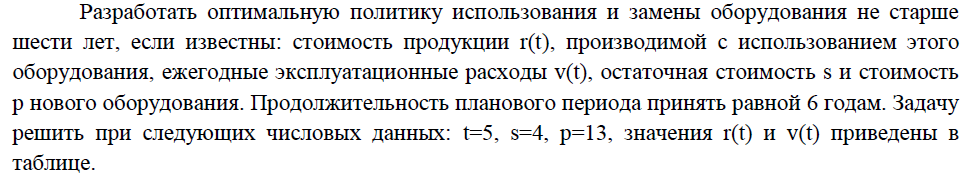 Разработать оптимальную политику использования и замены оборудования не старше
шести лет, если известны: стоимость продукции r(t), производимой с использованием этого
оборудования, ежегодные эксплуатационные расходы v(t), остаточная стоимость s и стоимость
p нового оборудования. Продолжительность планового периода принять равной 6 годам. Задачу
решить при следующих числовых данных: t=5, s=4, p=13, значения r(t) и v(t) приведены в
таблице.